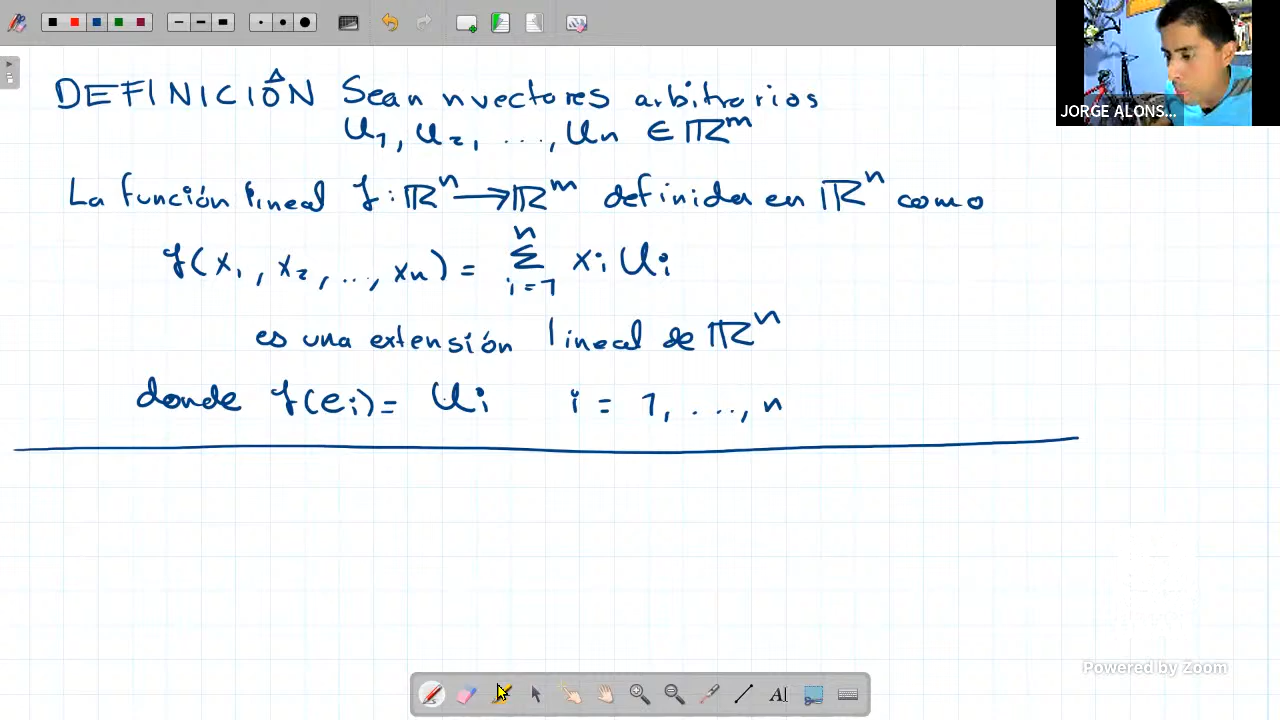 JORGE ALONS...
DEFINICIÓN Sean n vectores arbitrarios
U1, U2, ..., Un ∈ ℝ^m
La función lineal f: ℝ^n → ℝ^m definida en ℝ^n como
f(x1, x2, ..., xn) = Σ_{i=1}^{n} xi Ui
es una extensión lineal de ℝ^n
donde f(ei) = Ui i = 1, ..., n
Powered by Zoom
AI